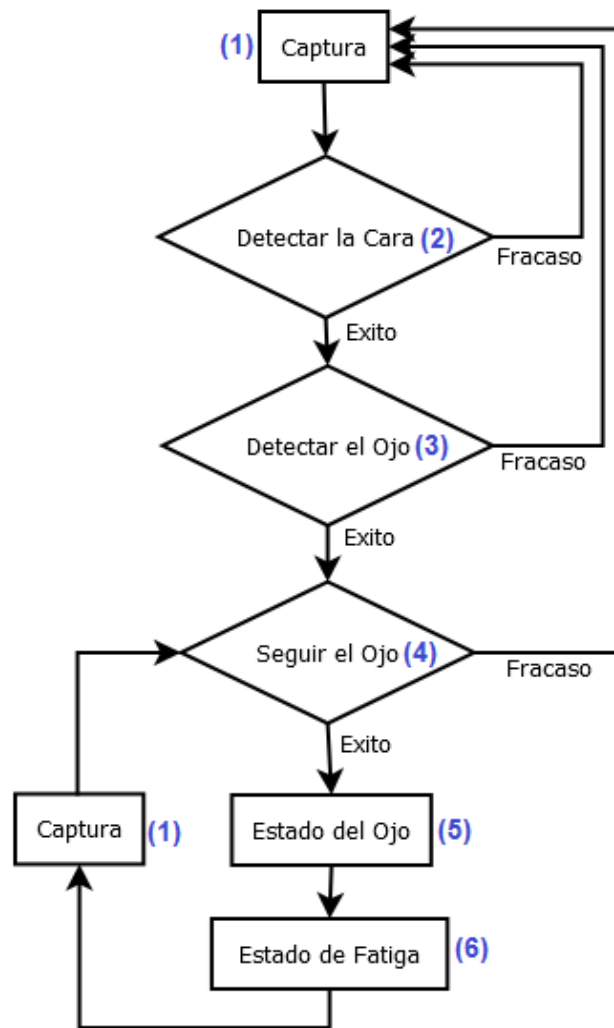 (1) Captura
Detectar la Cara (2)
Fracaso
Exito
Detectar el Ojo (3)
Fracaso
Exito
Seguir el Ojo (4)
Fracaso
Exito
Captura (1)
Estado del Ojo (5)
Estado de Fatiga (6)